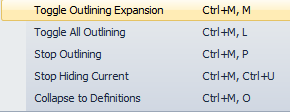 Toggle Outlining Expansion Ctrl+M, M
Toggle All Outlining Ctrl+M, L
Stop Outlining Ctrl+M, P
Stop Hiding Current Ctrl+M, Ctrl+U
Collapse to Definitions Ctrl+M, O